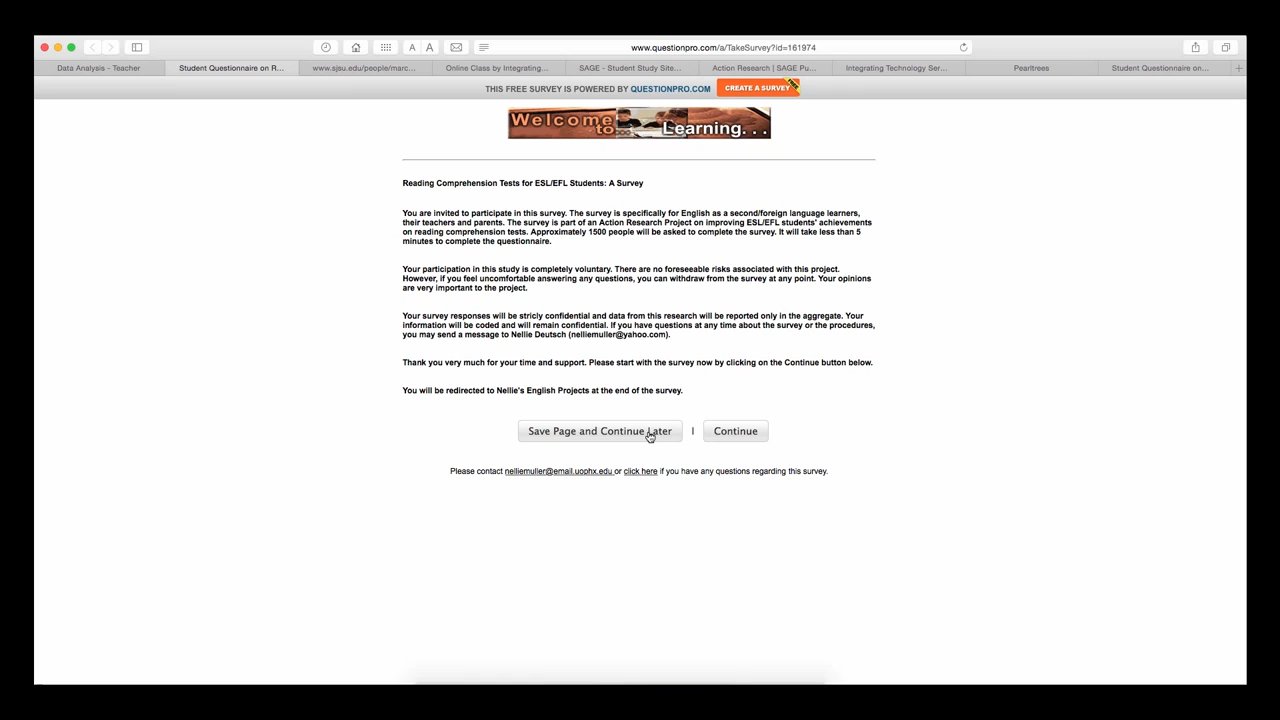 www.questionpro.com/a/TakeSurvey?id=161974
A A
Data Analysis - Teacher
Student Questionnaire on R...
www.sjsu.edu/people/marc...
Online Class by Integrating...
SAGE - Student Study Site...
Action Research | SAGE Pu...
Integrating Technology Ser...
Pearltrees
Student Questionnaire on...
THIS FREE SURVEY IS POWERED BY QUESTIONPRO.COM
CREATE A SURVEY
FREE
Welcome
to Learning. . .
Reading Comprehension Tests for ESL/EFL Students: A Survey
You are invited to participate in this survey. The survey is specifically for English as a second/foreign language learners,
their teachers and parents. The survey is part of an Action Research Project on improving ESL/EFL students' achievements
on reading comprehension tests. Approximately 1500 people will be asked to complete the survey. It will take less than 5
minutes to complete the questionnaire.
Your participation in this study is completely voluntary. There are no foreseeable risks associated with this project.
However, if you feel uncomfortable answering any questions, you can withdraw from the survey at any point. Your opinions
are very important to the project.
Your survey responses will be stricly confidential and data from this research will be reported only in the aggregate. Your
information will be coded and will remain confidential. If you have questions at any time about the survey or the procedures,
you may send a message to Nellie Deutsch (nelliemuller@yahoo.com).
Thank you very much for your time and support. Please start with the survey now by clicking on the Continue button below.
You will be redirected to Nellie's English Projects at the end of the survey.
Save Page and Continue Later | Continue
Please contact nelliemuller@email.uophx.edu or click here if you have any questions regarding this survey.